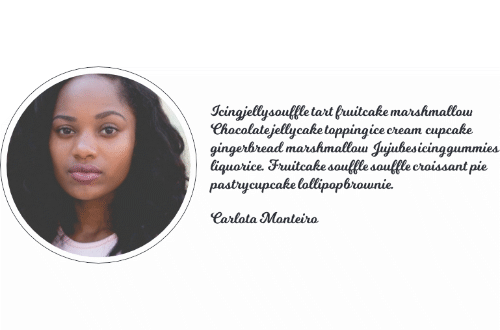 Icingjellysouffle tart fruitcake marshmallow
Chocolatejellycake toppingice cream cupcake
gingerbread marshmallow Jujubesicinggummies
liquorice. Fruitcake souffle souffle croissant pie
pastrycupcake lollipopbrownie.
Carlota Monteiro